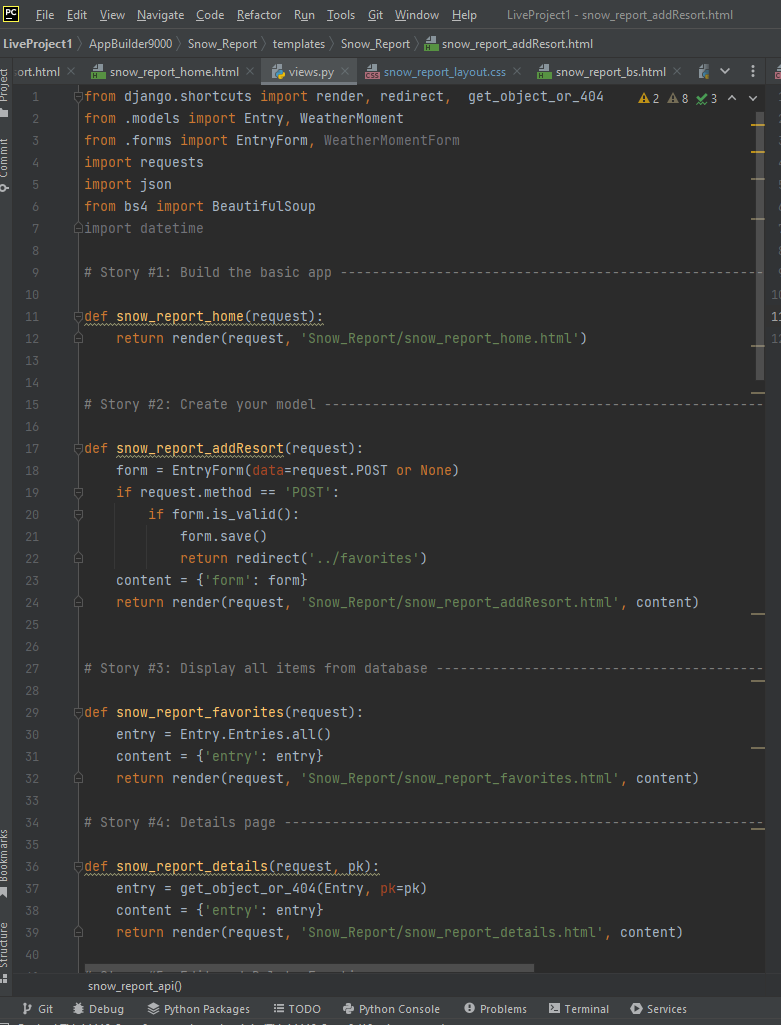 PC File Edit View Navigate Code Refactor Run Tools Git Window Help LiveProject1 - snow_report_addResort.html
LiveProject1 AppBuilder9000 Snow_Report templates Snow_Report snow_report_addResort.html
ort.html snow_report_home.html views.py snow_report_layout.css snow_report_bs.html
Project
Commit
Bookmarks
Structure
2 8 3
1 from django.shortcuts import render, redirect,  get_object_or_404
2 from .models import Entry, WeatherMoment
3 from .forms import EntryForm, WeatherMomentForm
4 import requests
5 import json
6 from bs4 import BeautifulSoup
7 import datetime
8
9 # Story #1: Build the basic app -----------------------------------------------------
10
11 def snow_report_home(request):
12     return render(request, 'Snow_Report/snow_report_home.html')
13
14
15 # Story #2: Create your model -------------------------------------------------------
16
17 def snow_report_addResort(request):
18     form = EntryForm(data=request.POST or None)
19     if request.method == 'POST':
20         if form.is_valid():
21             form.save()
22             return redirect('../favorites')
23     content = {'form': form}
24     return render(request, 'Snow_Report/snow_report_addResort.html', content)
25
26
27 # Story #3: Display all items from database -----------------------------------------
28
29 def snow_report_favorites(request):
30     entry = Entry.Entries.all()
31     content = {'entry': entry}
32     return render(request, 'Snow_Report/snow_report_favorites.html', content)
33
34 # Story #4: Details page ------------------------------------------------------------
35
36 def snow_report_details(request, pk):
37     entry = get_object_or_404(Entry, pk=pk)
38     content = {'entry': entry}
39     return render(request, 'Snow_Report/snow_report_details.html', content)
40
snow_report_api()
Git Debug Python Packages TODO Python Console Problems Terminal Services